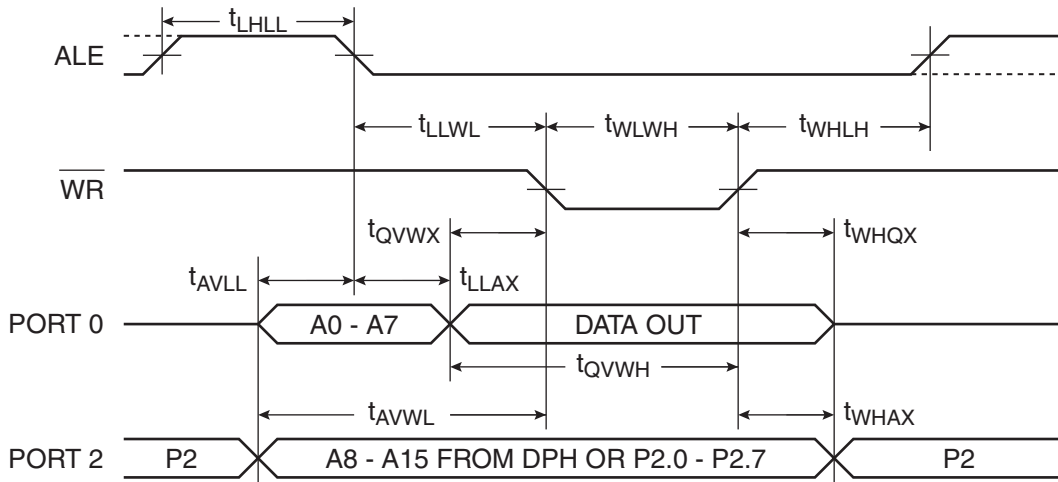 tLHLL
ALE
tLLWL tWLWH tWHLH
WR
tQVWX tWHQX
tAVLL tLLAX
PORT 0 A0 - A7 DATA OUT
tQVWH
tAVWL tWHAX
PORT 2 P2 A8 - A15 FROM DPH OR P2.0 - P2.7 P2